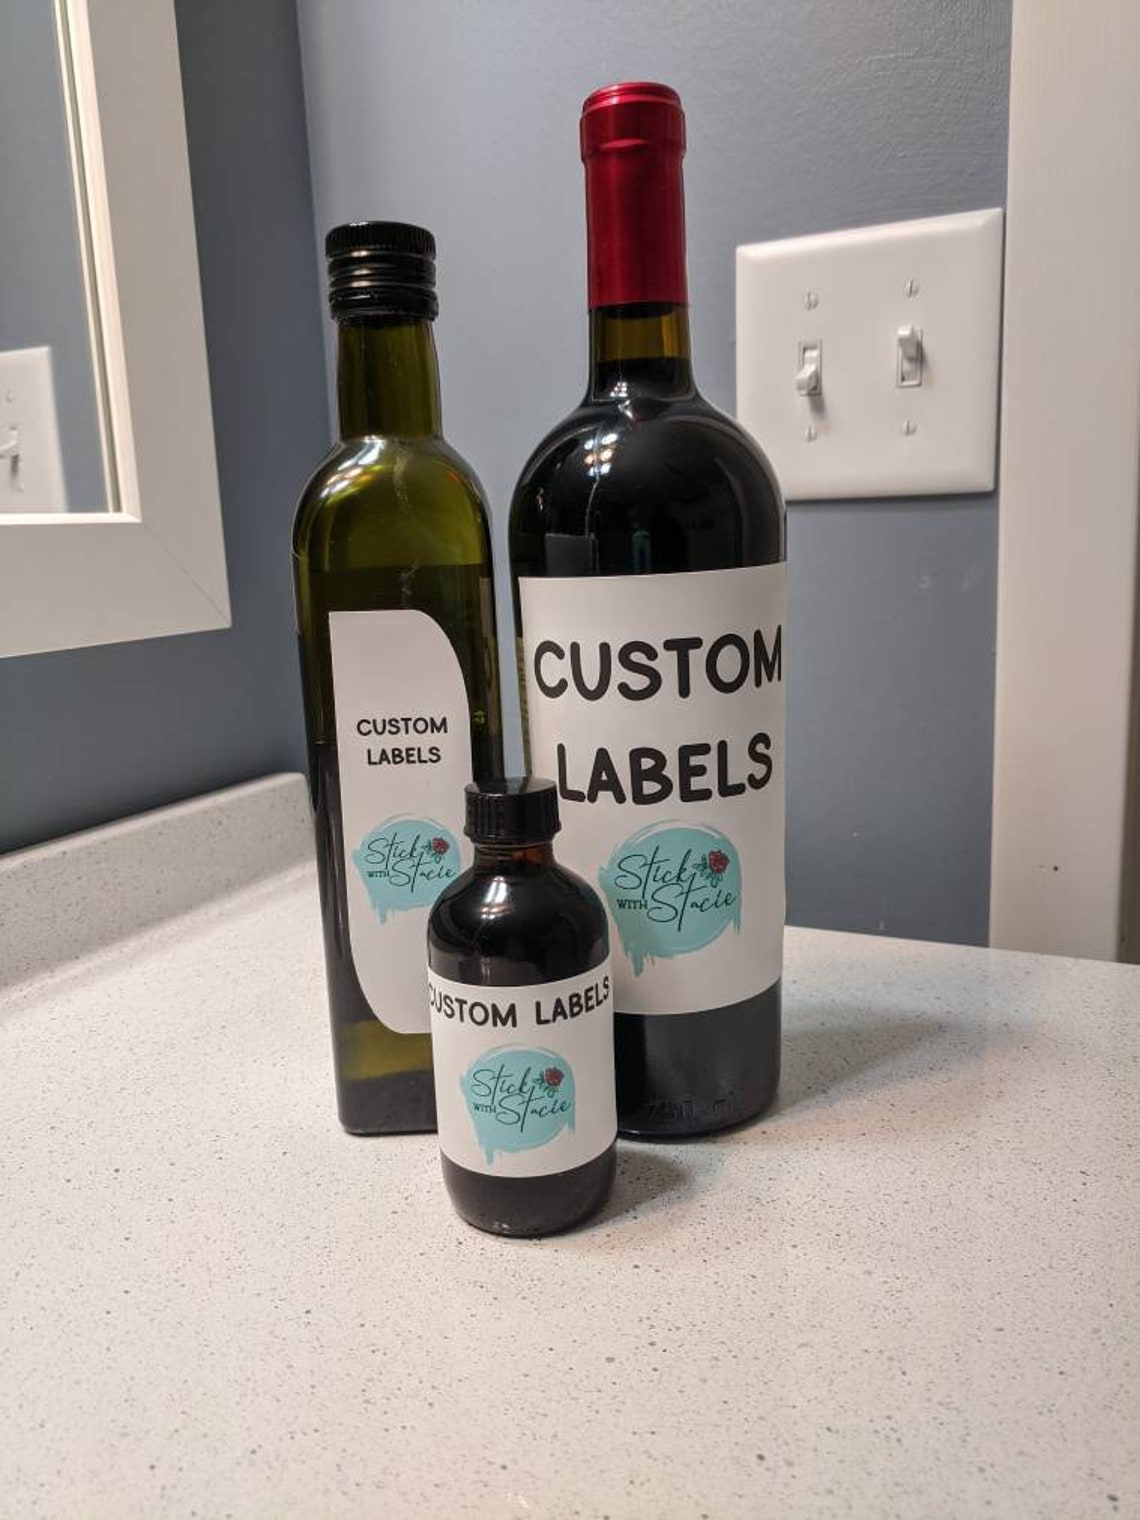 CUSTOM
LABELS
Stick
WITH Stacie
CUSTOM
LABELS
Stick
WITH Stacie
CUSTOM LABELS
Stick
WITH Stacie